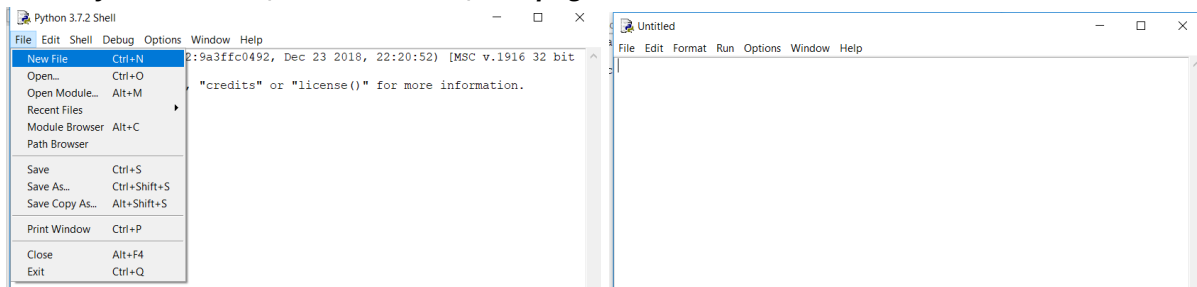 Python 3.7.2 Shell
File Edit Shell Debug Options Window Help
2:9a3ffc0492, Dec 23 2018, 22:20:52) [MSC v.1916 32 bit
, "credits" or "license()" for more information.
New File Ctrl+N
Open... Ctrl+O
Open Module... Alt+M
Recent Files
Module Browser Alt+C
Path Browser
Save Ctrl+S
Save As... Ctrl+Shift+S
Save Copy As... Alt+Shift+S
Print Window Ctrl+P
Close Alt+F4
Exit Ctrl+Q
Untitled
File Edit Format Run Options Window Help